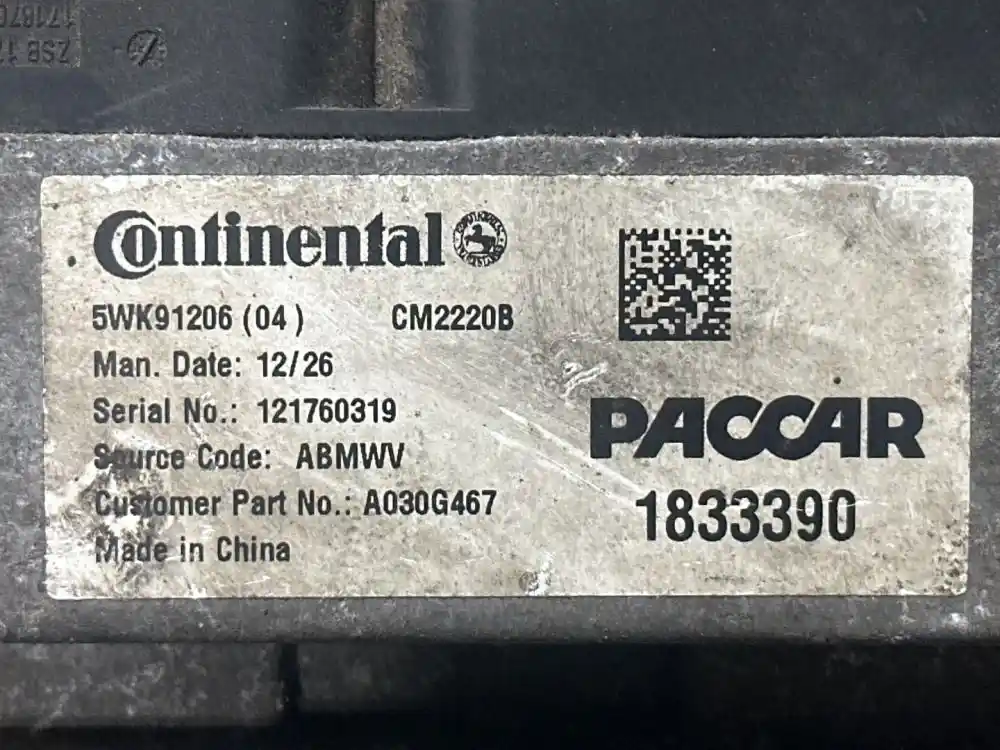 Continental
5WK91206 (04) CM2220B
Man. Date: 12/26
Serial No.: 121760319
Source Code: ABMWV
Customer Part No.: A030G467
Made in China
PACCAR
1833390